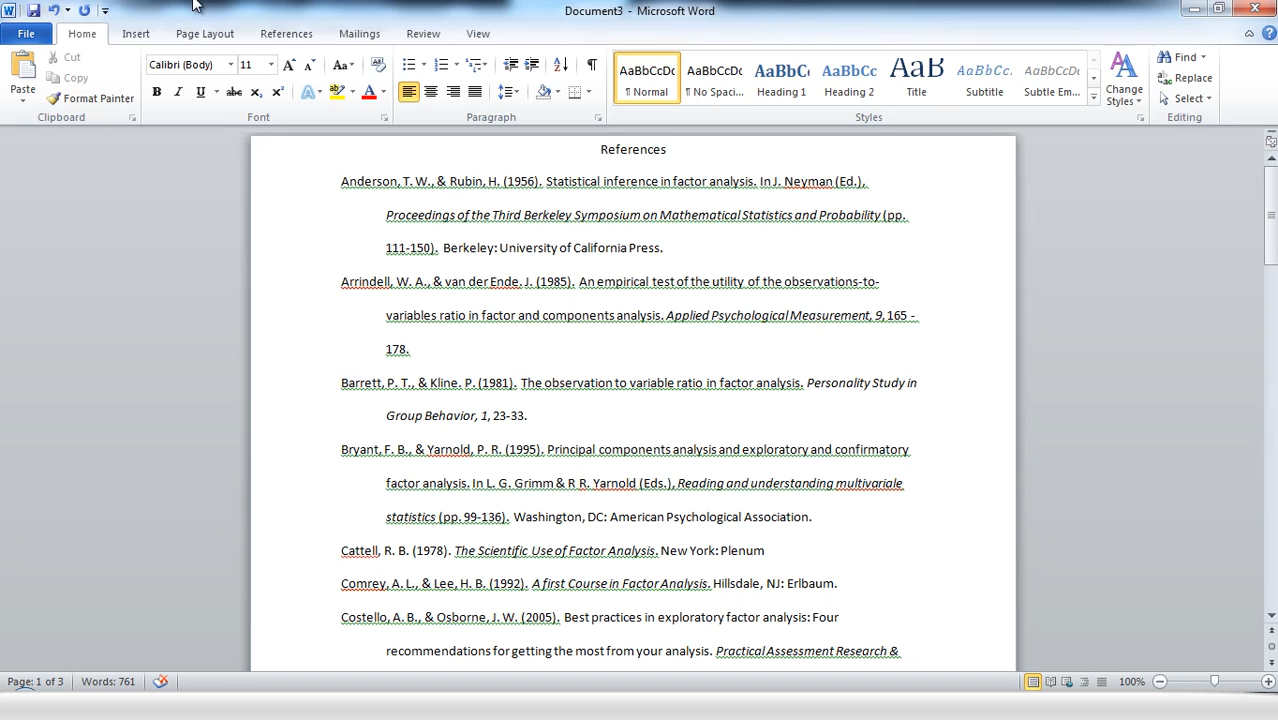 Document3 - Microsoft Word
File Home Insert Page Layout References Mailings Review View
Paste
Cut
Copy
Format Painter
Clipboard
Calibri (Body) 11
Font
Paragraph
AaBbCcDc AaBbCcDc AaBbC AaBbCc AaB AaBbCc. AaBbCcDc
¶ Normal ¶ No Spaci... Heading 1 Heading 2 Title Subtitle Subtle Em...
Change
Styles
Styles
Find
Replace
Select
Editing
References
Anderson, T. W., & Rubin, H. (1956). Statistical inference in factor analysis. In J. Neyman (Ed.),
Proceedings of the Third Berkeley Symposium on Mathematical Statistics and Probability (pp.
111-150). Berkeley: University of California Press.
Arrindell, W. A., & van der Ende. J. (1985). An empirical test of the utility of the observations-to-
variables ratio in factor and components analysis. Applied Psychological Measurement, 9, 165 -
178.
Barrett, P. T., & Kline. P. (1981). The observation to variable ratio in factor analysis. Personality Study in
Group Behavior, 1, 23-33.
Bryant, F. B., & Yarnold, P. R. (1995). Principal components analysis and exploratory and confirmatory
factor analysis. In L. G. Grimm & R R. Yarnold (Eds.), Reading and understanding multivariale
statistics (pp. 99-136). Washington, DC: American Psychological Association.
Cattell, R. B. (1978). The Scientific Use of Factor Analysis. New York: Plenum
Comrey, A. L., & Lee, H. B. (1992). A first Course in Factor Analysis. Hillsdale, NJ: Erlbaum.
Costello, A. B., & Osborne, J. W. (2005). Best practices in exploratory factor analysis: Four
recommendations for getting the most from your analysis. Practical Assessment Research &
Page: 1 of 3 Words: 761 100%